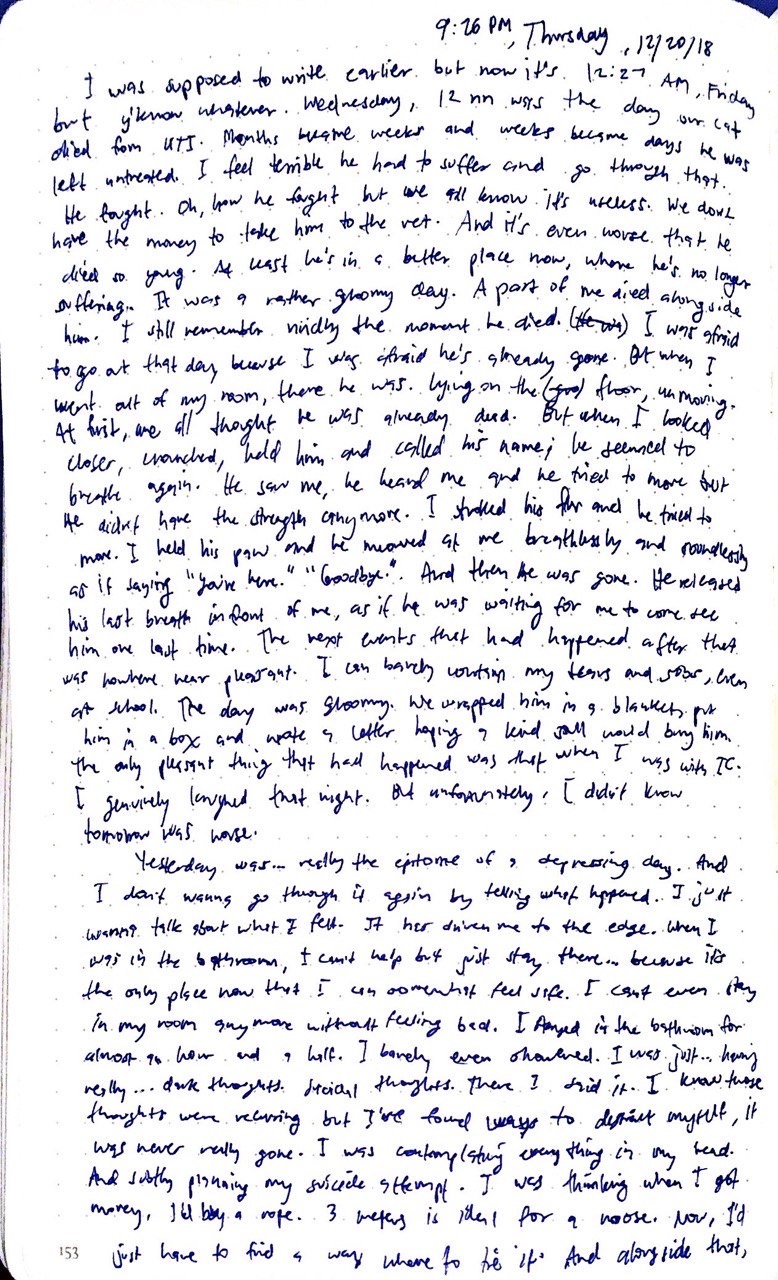 9:26 PM, Thursday, 12/20/18
I was supposed to write earlier but now it's 12:27 AM, Friday
but y'know whatever. Wednesday, 12 nn was the day our cat
died from UTI. Months became weeks and weeks became days he was
left untreated. I feel terrible he had to suffer and go through that.
He fought. Oh, how he fought but we all know it's useless. We don't
have the money to take him to the vet. And it's even worse that he
died so young. At least he's in a better place now, where he's no longer
suffering. It was a rather gloomy day. A part of me died alongside
him. I still remember vividly the moment he died. (He was) I was afraid
to go out that day because I was afraid he's already gone. But when I
went out of my room, there he was. lying on the floor, unmoving.
At first, we all thought he was already dead. But when I looked
closer, crouched, held him and called his name; he seemed to
breathe again. He saw me, he heard me and he tried to move but
He didn't have the strength anymore. I stroked his fur and he tried to
move. I held his paw and he meowed at me breathlessly and soundlessly
as if saying "You're here." "Goodbye.". And then he was gone. He released
his last breath infront of me, as if he was waiting for me to come see
him one last time. The next events that had happened after that
was nowhere near pleasant. I can barely contain my tears and sobs, even
at school. The day was gloomy. We wrapped him in a blanket, put
him in a box and wrote a letter hoping a kind soul would bury him.
The only pleasant thing that had happened was that when I was with IC.
I genuinely laughed that night. But unfortunately, I didn't know
tomorrow was worse.
Yesterday was... really the epitome of a depressing day. And
I don't wanna go through it again by telling what happened. I just
wanna talk about what I felt. It has driven me to the edge. When I
was in the bathroom, I can't help but just stay there... because it's
the only place now that I can somewhat feel safe. I can't even stay
in my room anymore without feeling bad. I stayed in the bathroom for
almost an hour and a half. I barely even showered. I was just... having
really... dark thoughts. Suicidal thoughts. There I said it. I know those
thoughts were recurring but I've found ways to distract myself, it
was never really gone. I was contemplating everything in my head.
And subtly planning my suicide attempt. I was thinking when I got
money, I'd buy a rope. 3 meters is ideal for a noose. Now, I'd
just have to find a way where to tie it. And alongside that,
153